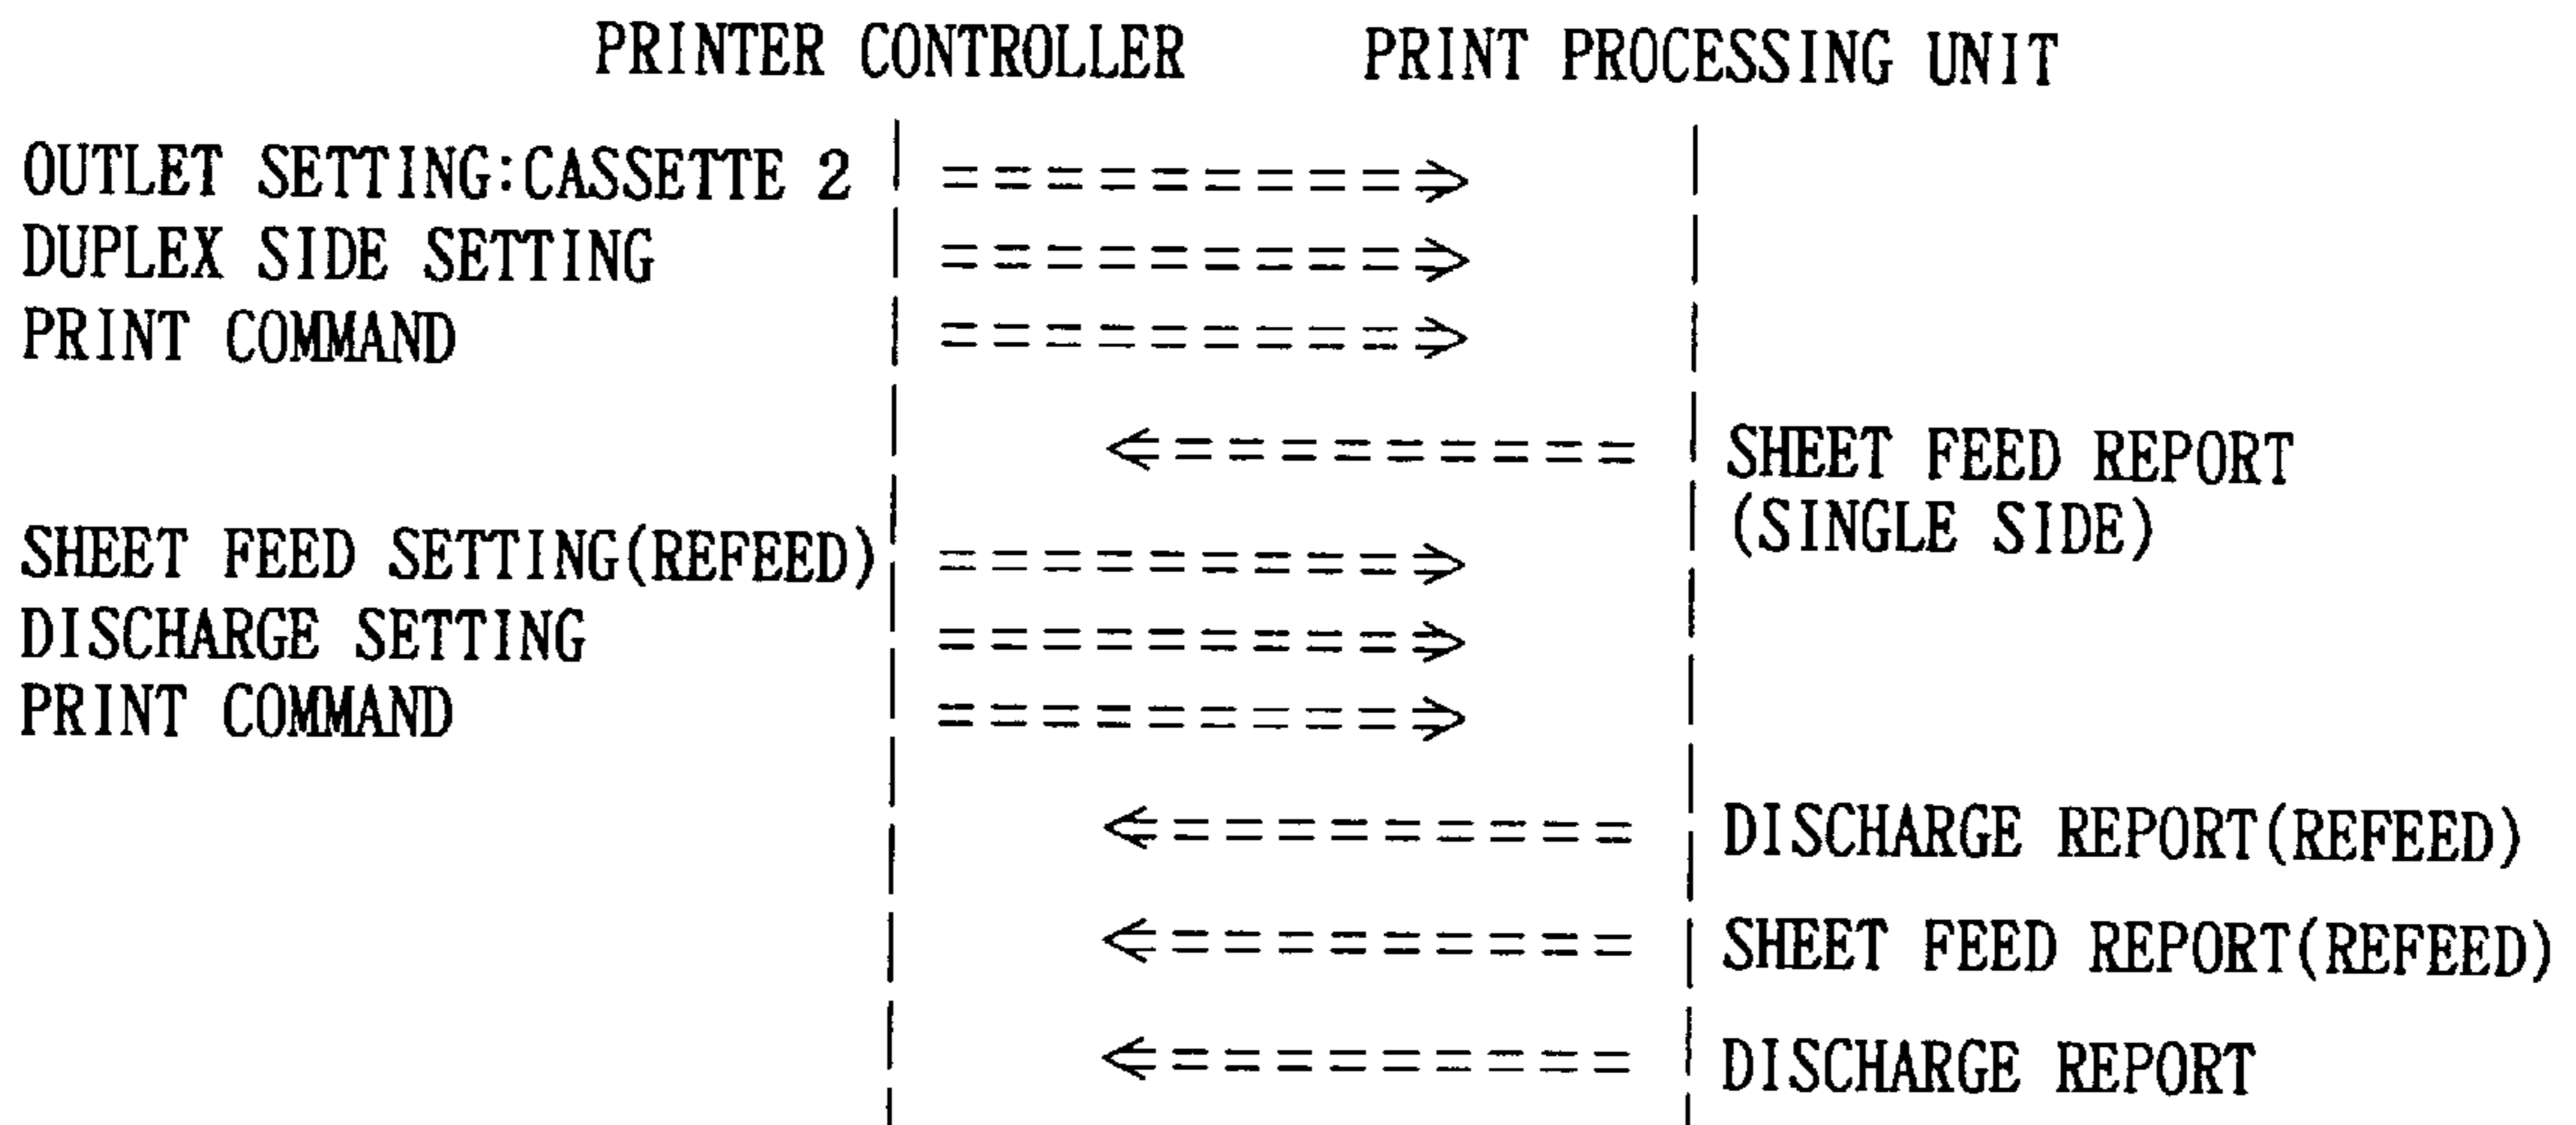 PRINTER CONTROLLER PRINT PROCESSING UNIT
OUTLET SETTING:CASSETTE 2
DUPLEX SIDE SETTING
PRINT COMMAND
SHEET FEED REPORT
(SINGLE SIDE)
SHEET FEED SETTING(REFEED)
DISCHARGE SETTING
PRINT COMMAND
DISCHARGE REPORT(REFEED)
SHEET FEED REPORT(REFEED)
DISCHARGE REPORT